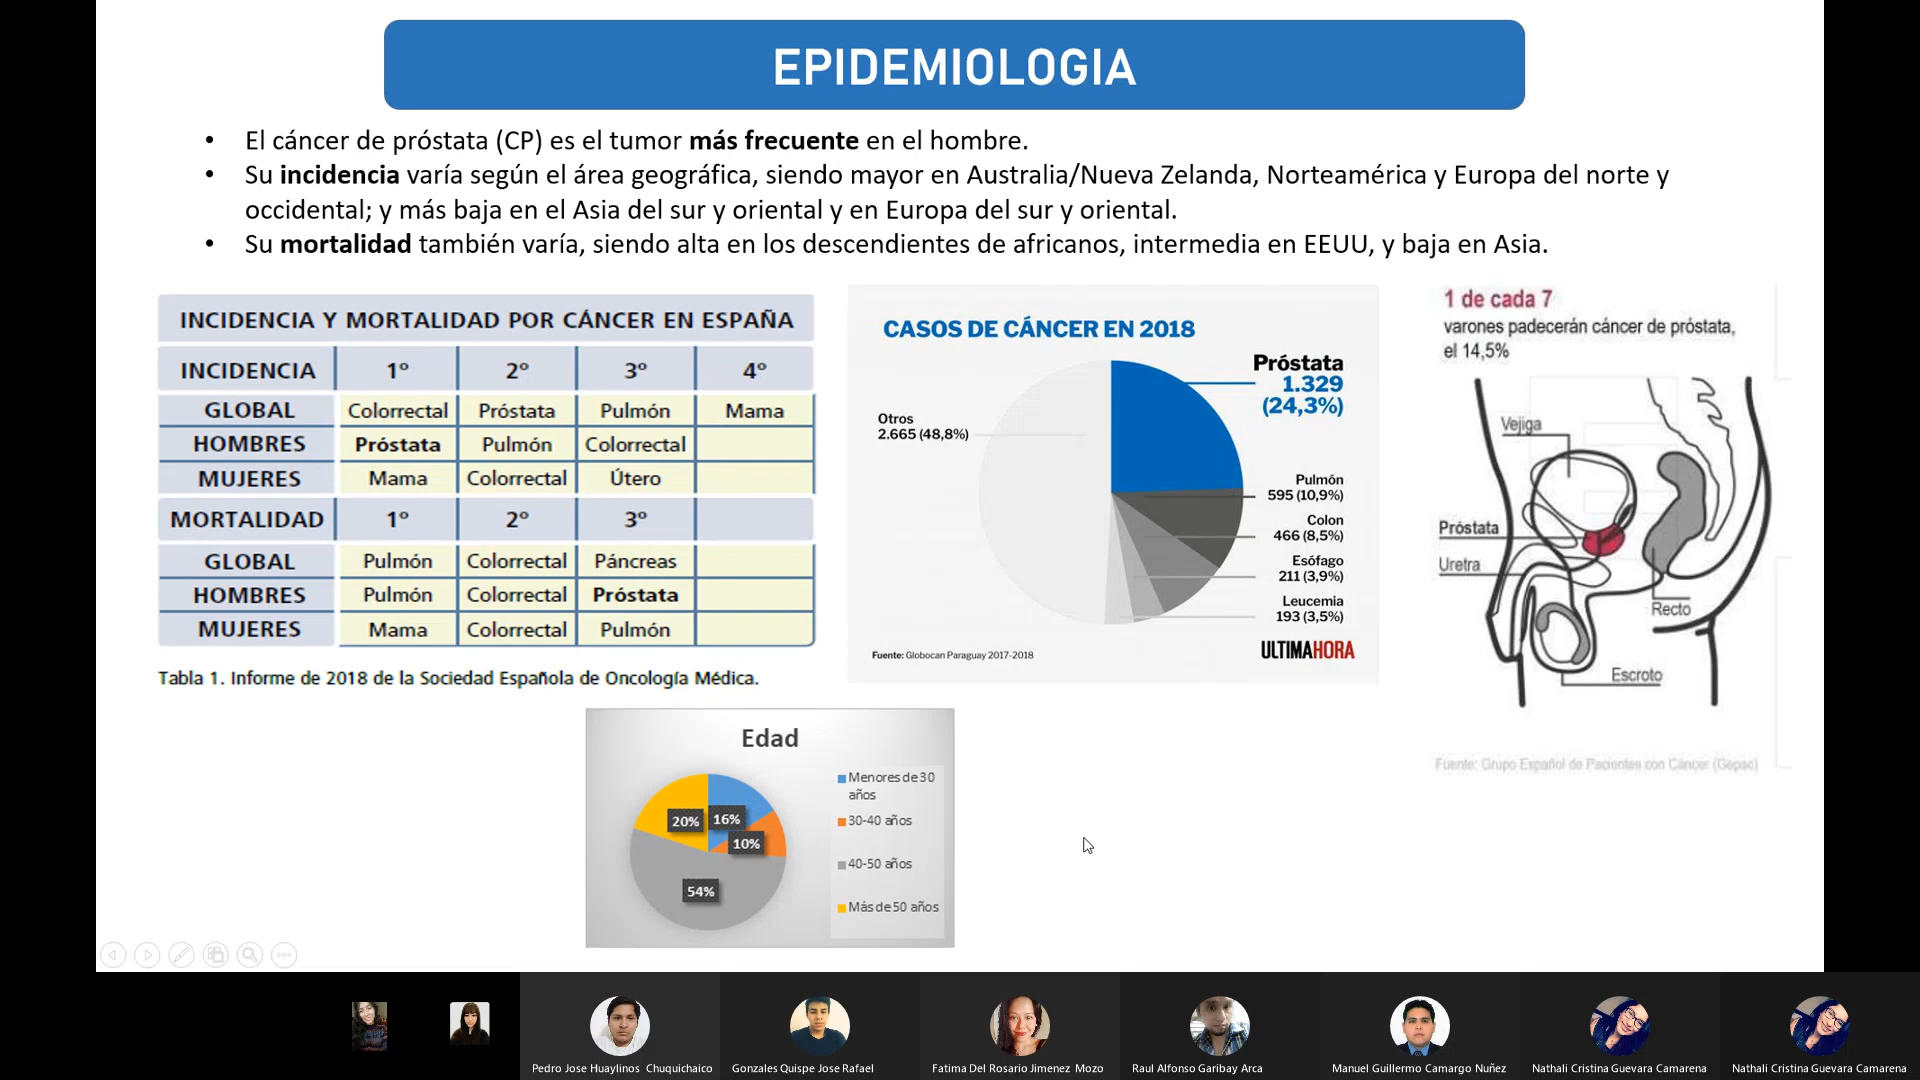 EPIDEMIOLOGIA
• El cáncer de próstata (CP) es el tumor más frecuente en el hombre.
• Su incidencia varía según el área geográfica, siendo mayor en Australia/Nueva Zelanda, Norteamérica y Europa del norte y
occidental; y más baja en el Asia del sur y oriental y en Europa del sur y oriental.
• Su mortalidad también varía, siendo alta en los descendientes de africanos, intermedia en EEUU, y baja en Asia.
INCIDENCIA Y MORTALIDAD POR CÁNCER EN ESPAÑA
INCIDENCIA 1º 2º 3º 4º
GLOBAL Colorrectal Próstata Pulmón Mama
HOMBRES Próstata Pulmón Colorrectal
MUJERES Mama Colorrectal Útero
MORTALIDAD 1º 2º 3º
GLOBAL Pulmón Colorrectal Páncreas
HOMBRES Pulmón Colorrectal Próstata
MUJERES Mama Colorrectal Pulmón
Tabla 1. Informe de 2018 de la Sociedad Española de Oncología Médica.
CASOS DE CÁNCER EN 2018
Próstata
1.329
(24,3%)
Otros
2.665 (48,8%)
Pulmón
595 (10,9%)
Colon
466 (8,5%)
Esófago
211 (3,9%)
Leucemia
193 (3,5%)
Fuente: Globocan Paraguay 2017-2018
ULTIMAHORA
1 de cada 7
varones padecerán cáncer de próstata,
el 14,5%
Vejiga
Próstata
Uretra
Recto
Escroto
Fuente: Grupo Español de Pacientes con Cáncer (Gepac)
Edad
20%
16%
10%
54%
Menores de 30
años
30-40 años
40-50 años
Más de 50 años
Pedro Jose Huaylinos Chuquichaico
Gonzales Quispe Jose Rafael
Fatima Del Rosario Jimenez Mozo
Raul Alfonso Garibay Arca
Manuel Guillermo Camargo Nuñez
Nathali Cristina Guevara Camarena
Nathali Cristina Guevara Camarena